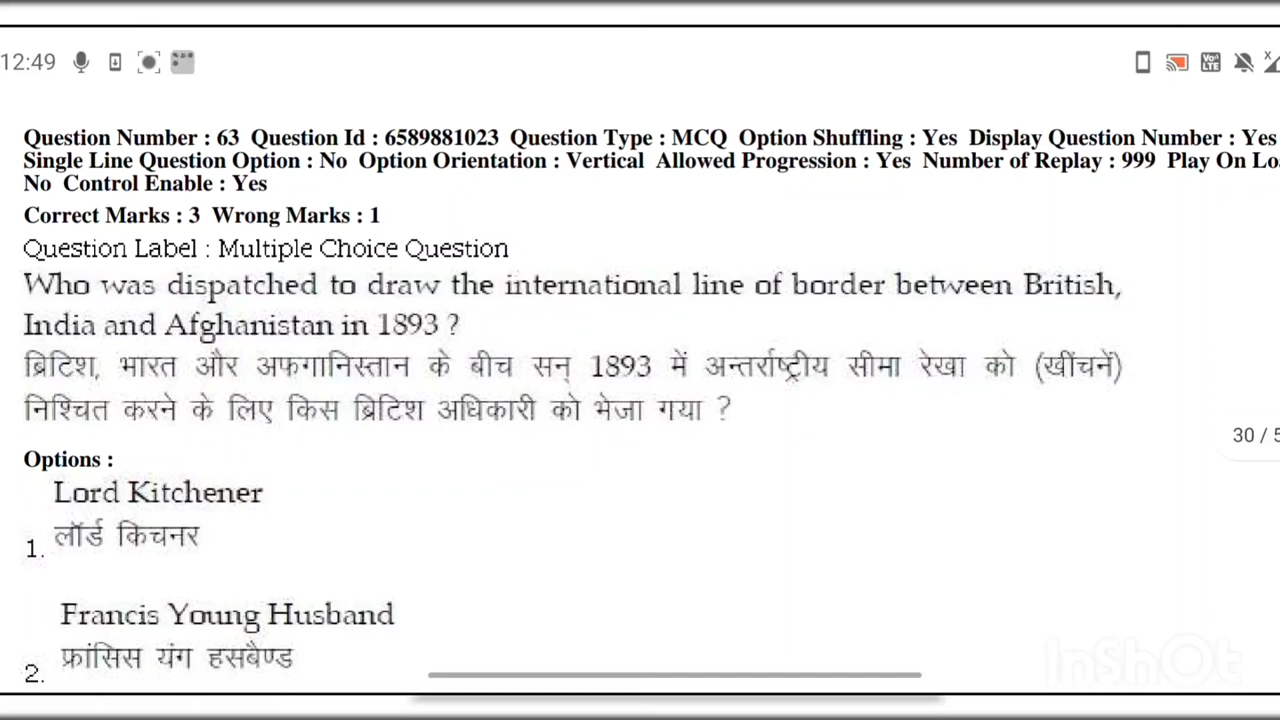 12:49
VoIP LTE
Question Number : 63 Question Id : 6589881023 Question Type : MCQ Option Shuffling : Yes Display Question Number : Yes
Single Line Question Option : No Option Orientation : Vertical Allowed Progression : Yes Number of Replay : 999 Play On Lo
No Control Enable : Yes
Correct Marks : 3 Wrong Marks : 1
Question Label : Multiple Choice Question
Who was dispatched to draw the international line of border between British,
India and Afghanistan in 1893 ?
ब्रिटिश, भारत और अफगानिस्तान के बीच सन् 1893 में अन्तर्राष्ट्रीय सीमा रेखा को (खींचनें)
निश्चित करने के लिए किस ब्रिटिश अधिकारी को भेजा गया ?
30 / 5
Options :
Lord Kitchener
लॉर्ड किचनर
1.
Francis Young Husband
फ्रांसिस यंग हसबैण्ड
2.
InShOt